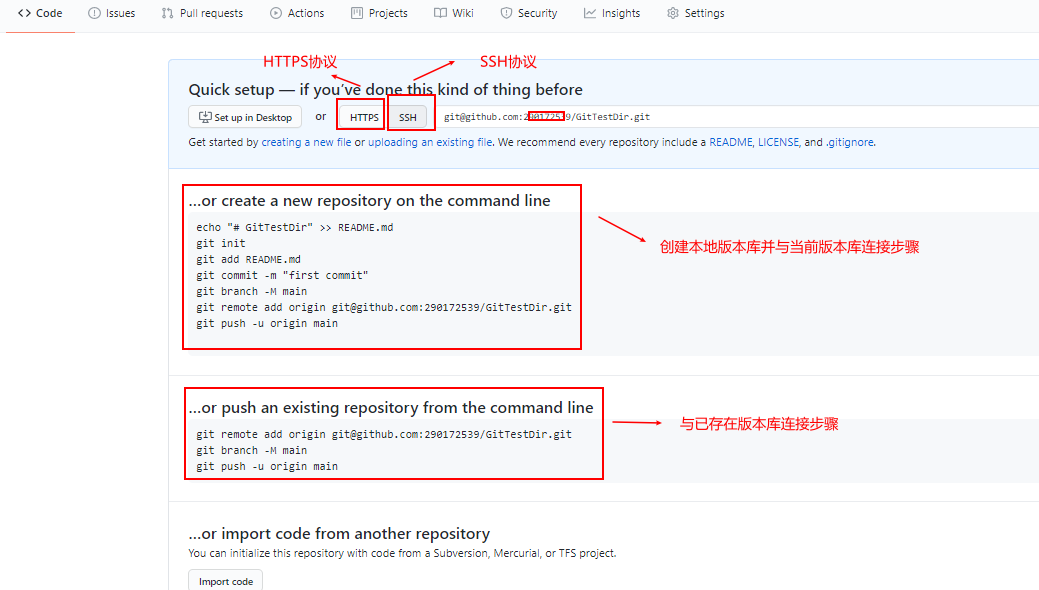 Code Issues Pull requests Actions Projects Wiki Security Insights Settings
HTTPS协议 SSH协议
Quick setup — if you’ve done this kind of thing before
Set up in Desktop or HTTPS SSH git@github.com:290172539/GitTestDir.git
Get started by creating a new file or uploading an existing file. We recommend every repository include a README, LICENSE, and .gitignore.
…or create a new repository on the command line
echo "# GitTestDir" >> README.md
git init
git add README.md
git commit -m "first commit"
git branch -M main
git remote add origin git@github.com:290172539/GitTestDir.git
git push -u origin main
创建本地版本库并与当前版本库连接步骤
…or push an existing repository from the command line
git remote add origin git@github.com:290172539/GitTestDir.git
git branch -M main
git push -u origin main
与已存在版本库连接步骤
…or import code from another repository
You can initialize this repository with code from a Subversion, Mercurial, or TFS project.
Import code